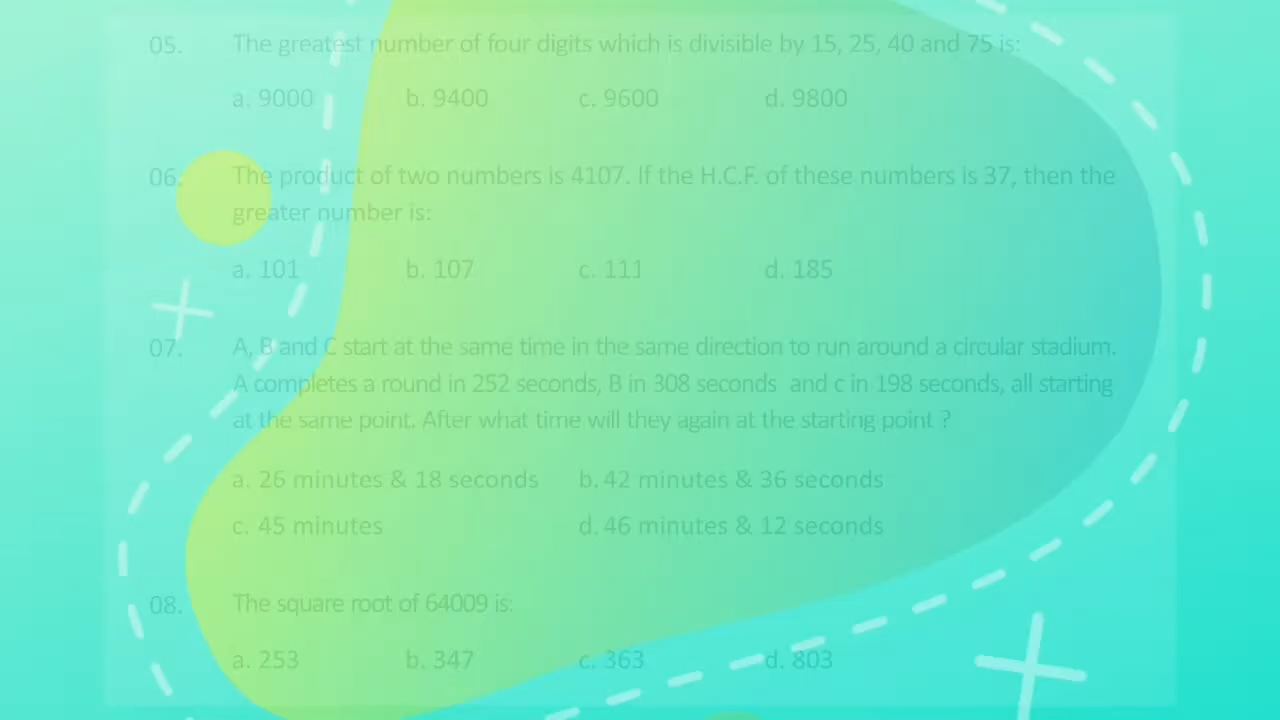 05. The greatest number of four digits which is divisible by 15, 25, 40 and 75 is:
a. 9000 b. 9400 c. 9600 d. 9800
06. The product of two numbers is 4107. If the H.C.F. of these numbers is 37, then the
greater number is:
a. 101 b. 107 c. 111 d. 185
07. A, B and C start at the same time in the same direction to run around a circular stadium.
A completes a round in 252 seconds, B in 308 seconds and c in 198 seconds, all starting
at the same point. After what time will they again at the starting point ?
a. 26 minutes & 18 seconds b. 42 minutes & 36 seconds
c. 45 minutes d. 46 minutes & 12 seconds
08. The square root of 64009 is:
a. 253 b. 347 c. 363 d. 803